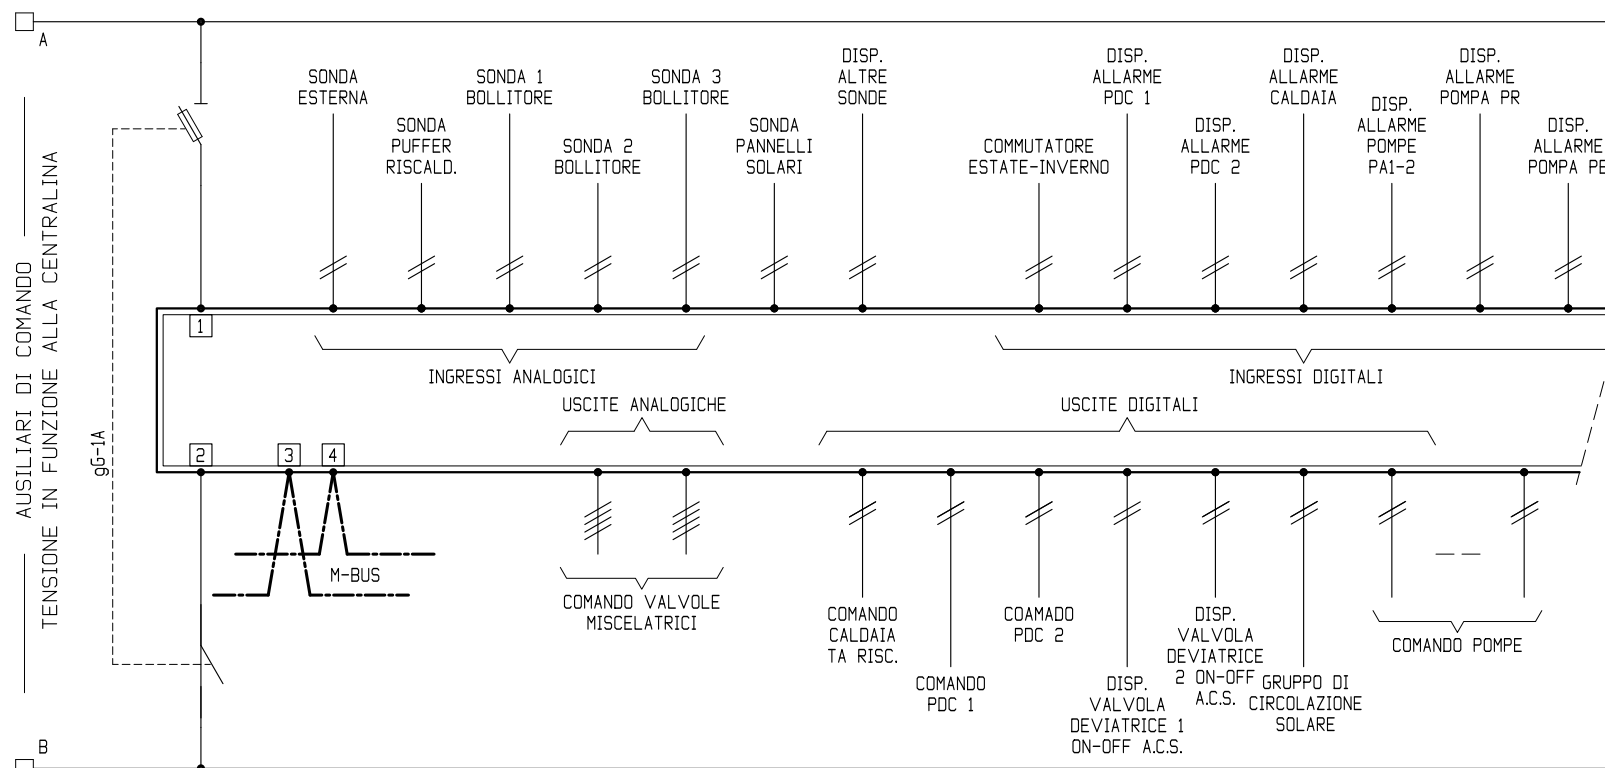 A
AUSILIARI DI COMANDO
TENSIONE IN FUNZIONE ALLA CENTRALINA
gG-1A
SONDA
ESTERNA
SONDA
PUFFER
RISCALD.
SONDA 1
BOLLITORE
SONDA 2
BOLLITORE
SONDA 3
BOLLITORE
SONDA
PANNELLI
SOLARI
DISP.
ALTRE
SONDE
COMMUTATORE
ESTATE-INVERNO
DISP.
ALLARME
PDC 1
DISP.
ALLARME
PDC 2
DISP.
ALLARME
CALDAIA
DISP.
ALLARME
POMPE
PA1-2
DISP.
ALLARME
POMPA PR
DISP.
ALLARME
POMPA PE
1
INGRESSI ANALOGICI
INGRESSI DIGITALI
USCITE ANALOGICHE
USCITE DIGITALI
2
3
4
M-BUS
COMANDO VALVOLE
MISCELATRICI
COMANDO
CALDAIA
TA RISC.
COMANDO
PDC 1
COAMADO
PDC 2
DISP.
VALVOLA
DEVIATRICE 1
ON-OFF A.C.S.
DISP.
VALVOLA
DEVIATRICE
2 ON-OFF
A.C.S.
GRUPPO DI
CIRCOLAZIONE
SOLARE
COMANDO POMPE
B